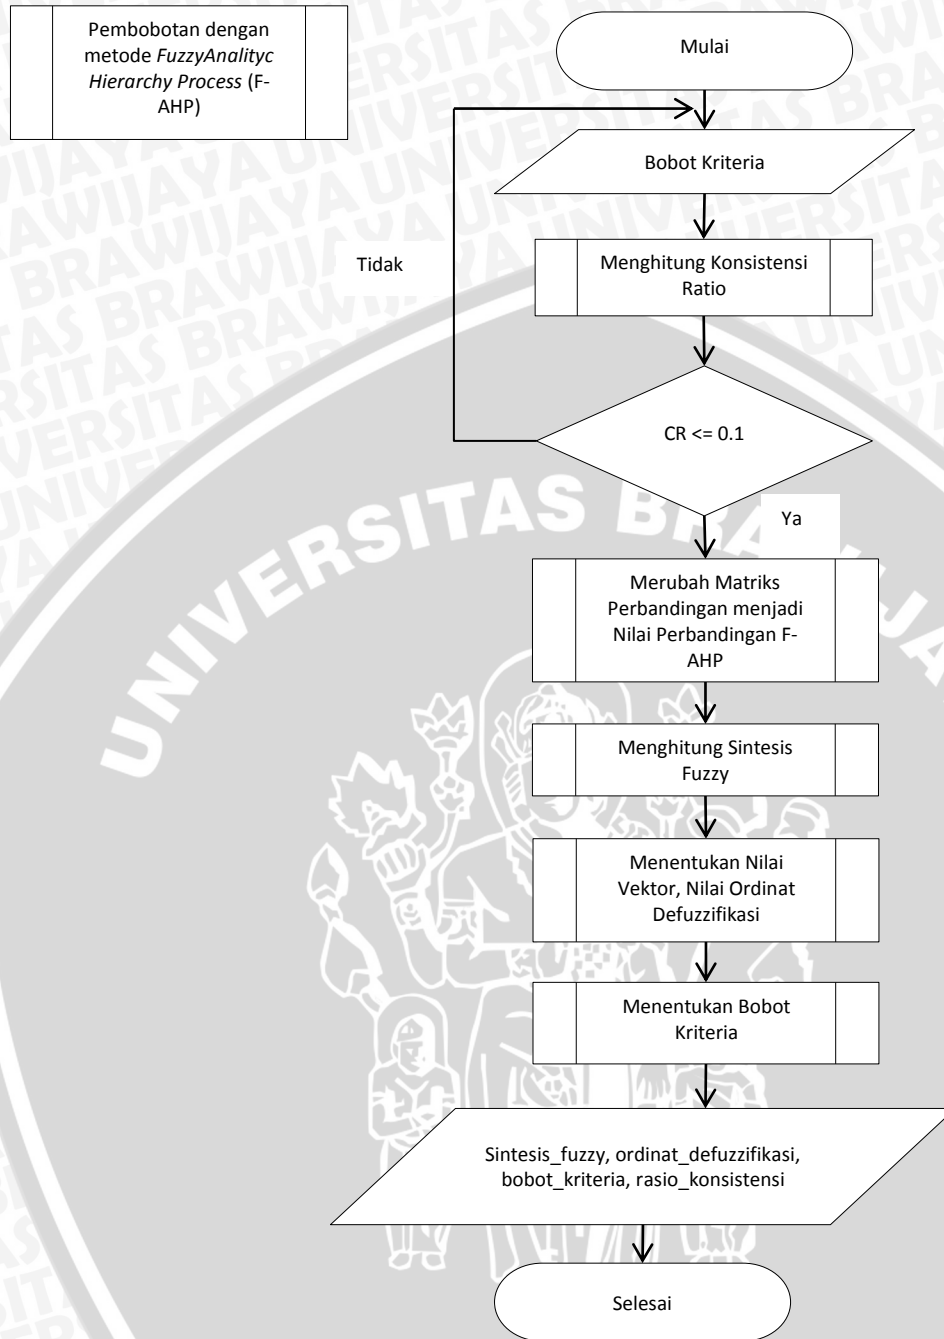 Pembobotan dengan
metode FuzzyAnalityc
Hierarchy Process (F-
AHP)
Mulai
Bobot Kriteria
Menghitung Konsistensi
Ratio
Tidak
CR <= 0.1
Ya
Merubah Matriks
Perbandingan menjadi
Nilai Perbandingan F-
AHP
Menghitung Sintesis
Fuzzy
Menentukan Nilai
Vektor, Nilai Ordinat
Defuzzifikasi
Menentukan Bobot
Kriteria
Sintesis_fuzzy, ordinat_defuzzifikasi,
bobot_kriteria, rasio_konsistensi
Selesai
UNIVERSITAS BRAWIJAYA